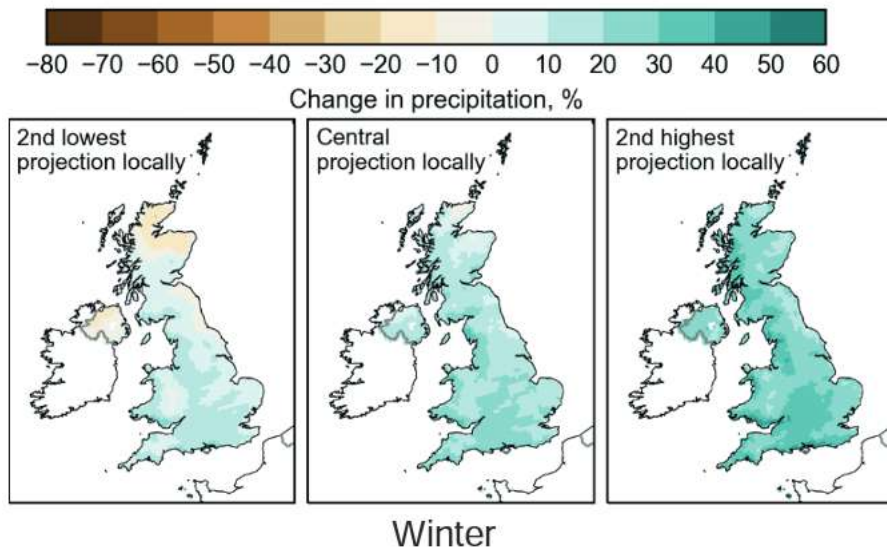 −80 −70 −60 −50 −40 −30 −20 −10 0 10 20 30 40 50 60
Change in precipitation, %
2nd lowest
projection locally
Central
projection locally
2nd highest
projection locally
Winter